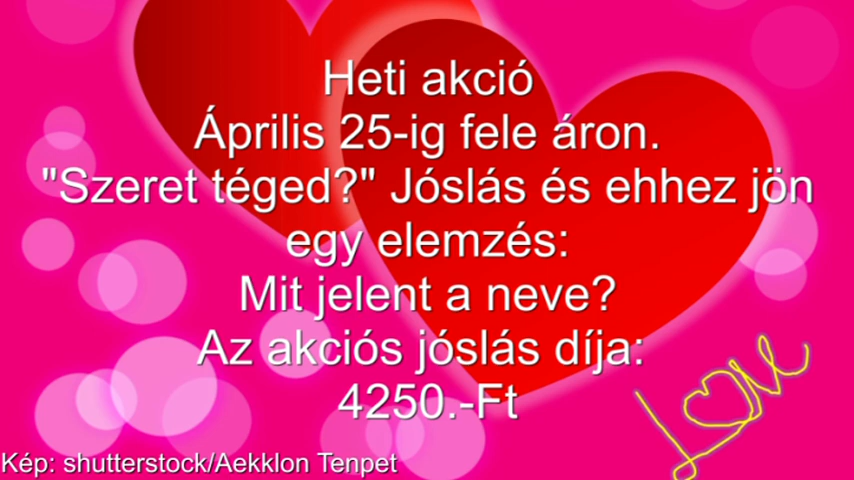 Heti akció
Április 25-ig fele áron.
"Szeret téged?" Jóslás és ehhez jön
egy elemzés:
Mit jelent a neve?
Az akciós jóslás díja:
4250.-Ft
Love
Kép: shutterstock/Aekklon Tenpet